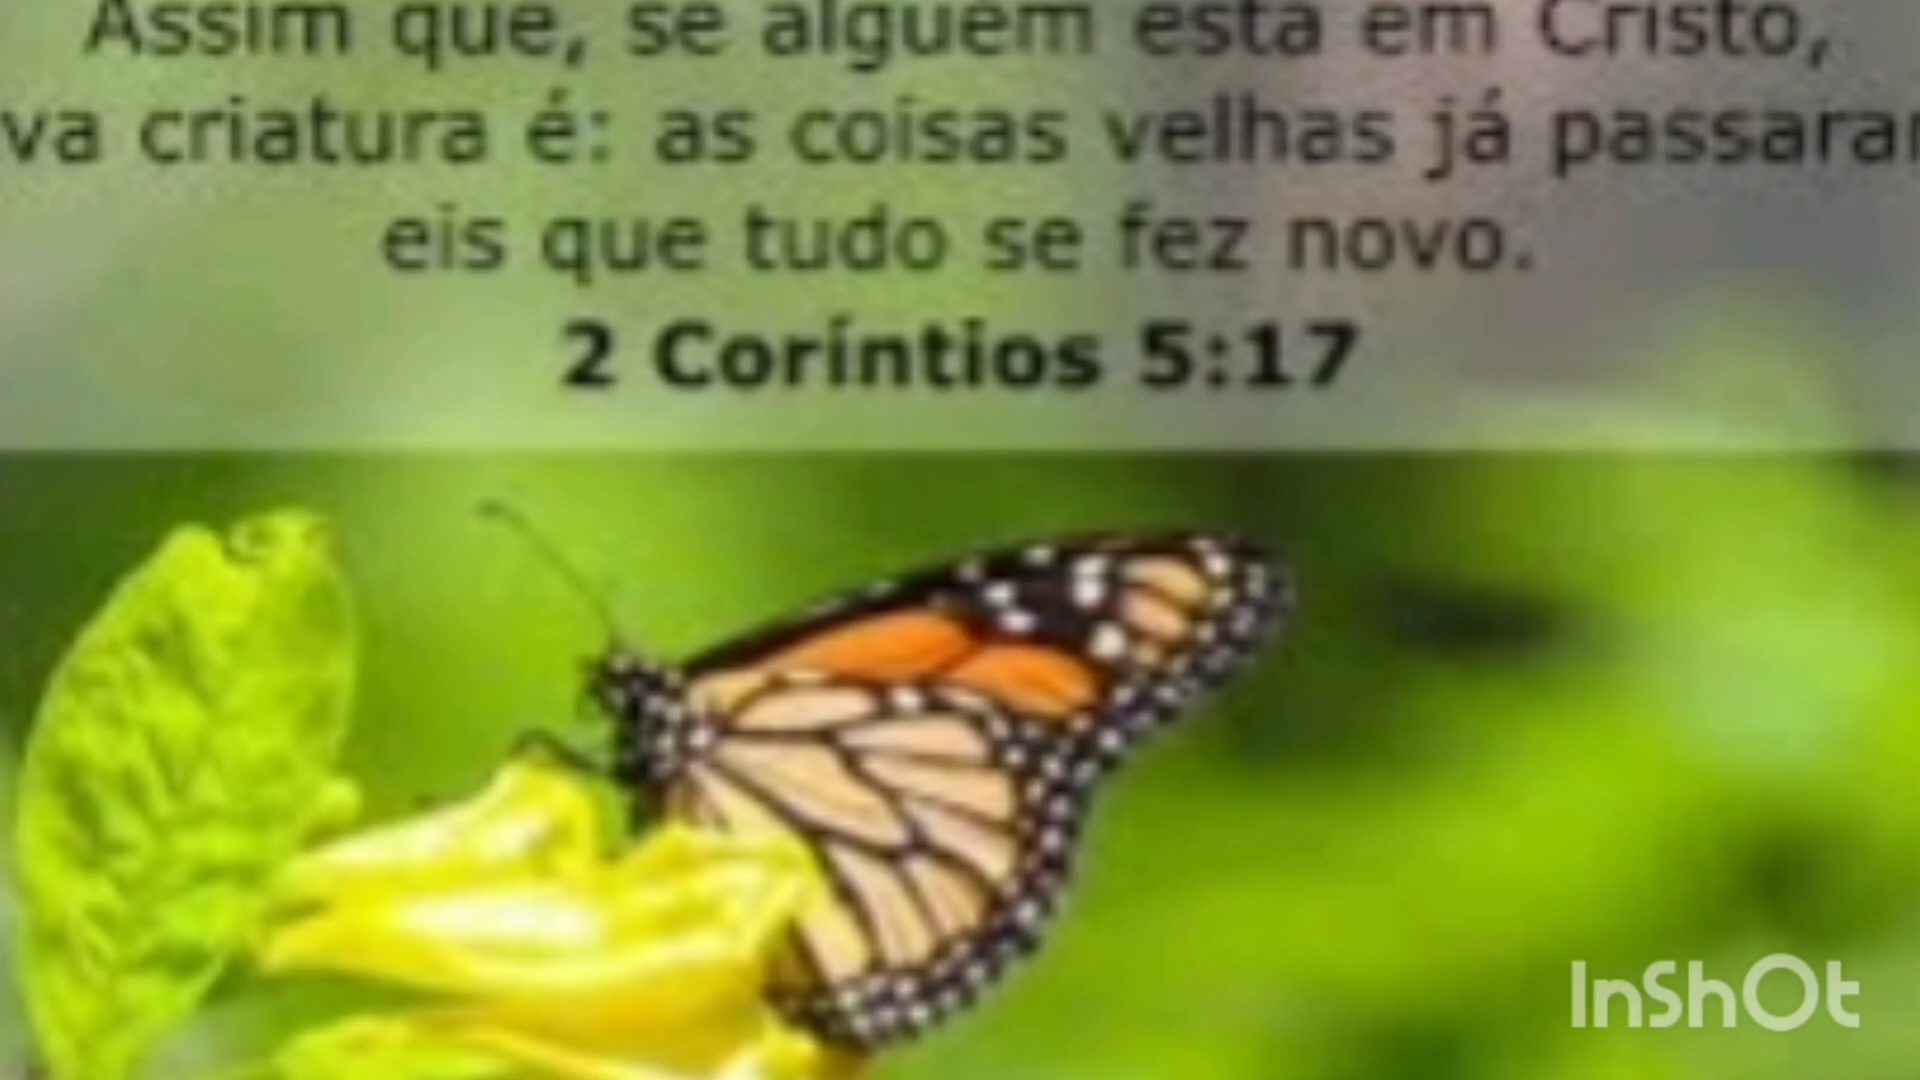 Assim que, se alguém está em Cristo,
va criatura é: as coisas velhas já passara
eis que tudo se fez novo.
2 Coríntios 5:17
InShOt